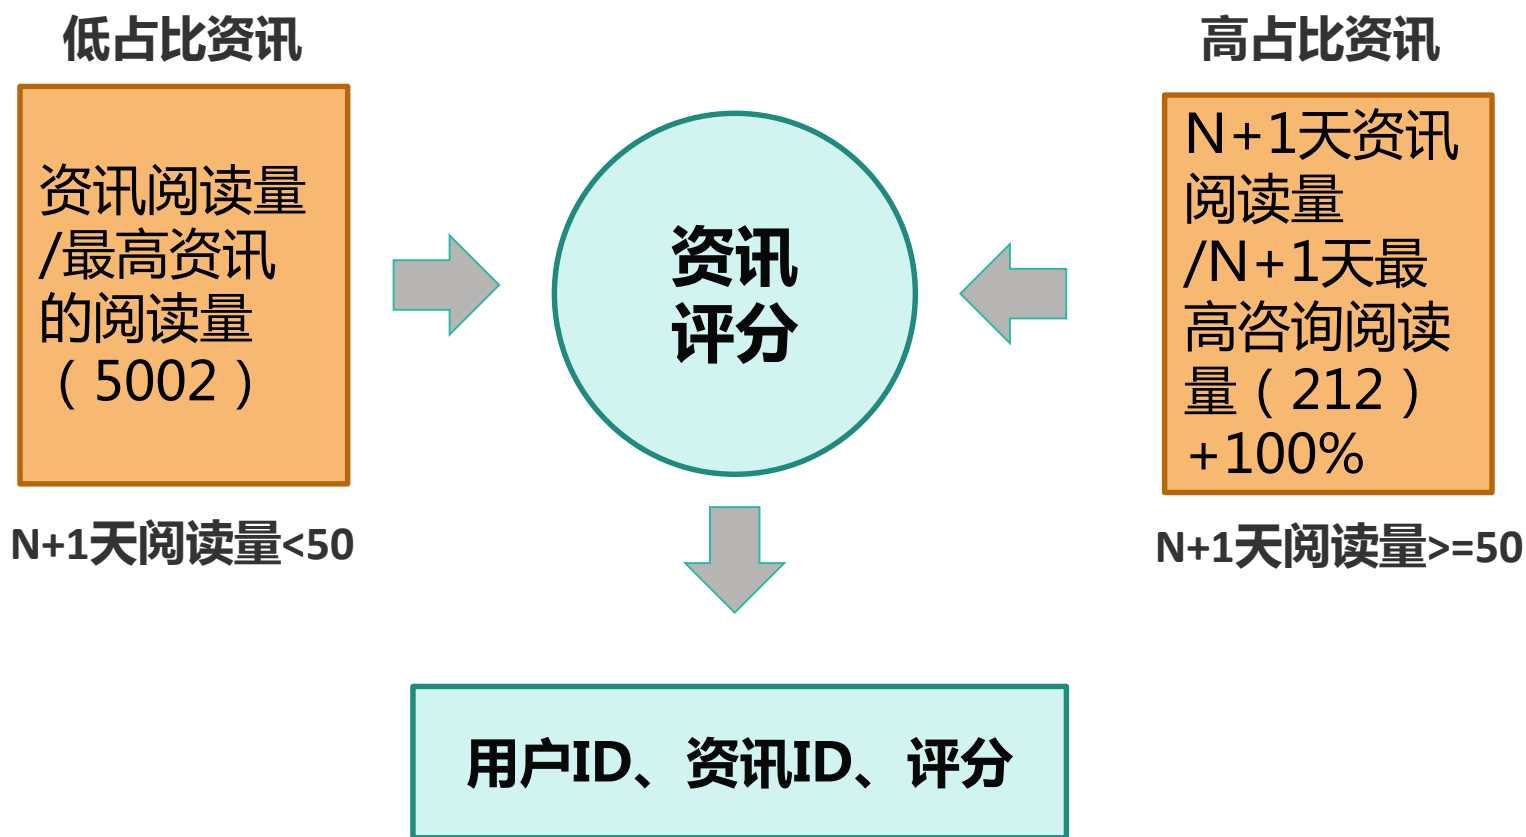 低占比资讯
资讯阅读量
/最高资讯
的阅读量
（5002）
N+1天阅读量<50
资讯
评分
高占比资讯
N+1天资讯
阅读量
/N+1天最
高咨询阅读
量（212）
+100%
N+1天阅读量>=50
用户ID、资讯ID、评分